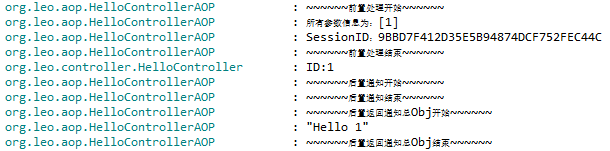 org.leo.aop.HelloControllerAOP : ~~~~~~前置处理开始~~~~~~
org.leo.aop.HelloControllerAOP : 所有参数信息为：[1]
org.leo.aop.HelloControllerAOP : SessionID：9BBD7F412D35E5B94874DCF752FEC44C
org.leo.aop.HelloControllerAOP : ~~~~~~前置处理结束~~~~~~
org.leo.controller.HelloController : ID:1
org.leo.aop.HelloControllerAOP : ~~~~~~后置通知开始~~~~~~
org.leo.aop.HelloControllerAOP : ~~~~~~后置通知结束~~~~~~
org.leo.aop.HelloControllerAOP : ~~~~~~后置返回通知总Obj开始~~~~~~
org.leo.aop.HelloControllerAOP : "Hello 1"
org.leo.aop.HelloControllerAOP : ~~~~~~后置返回通知总Obj结束~~~~~~